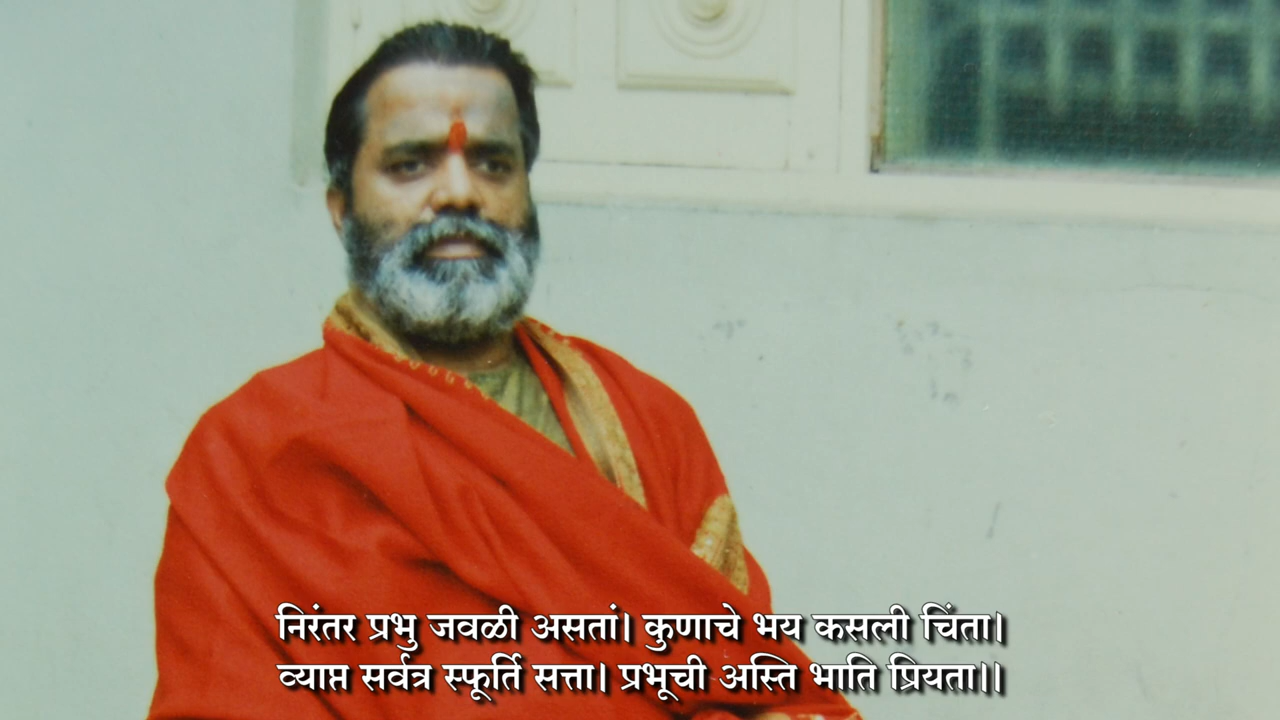 निरंतर प्रभु जवळी असतां। कुणाचे भय कसली चिंता।
व्याप्त सर्वत्र स्फूर्ति सत्ता। प्रभूची अस्ति भाति प्रियता।।